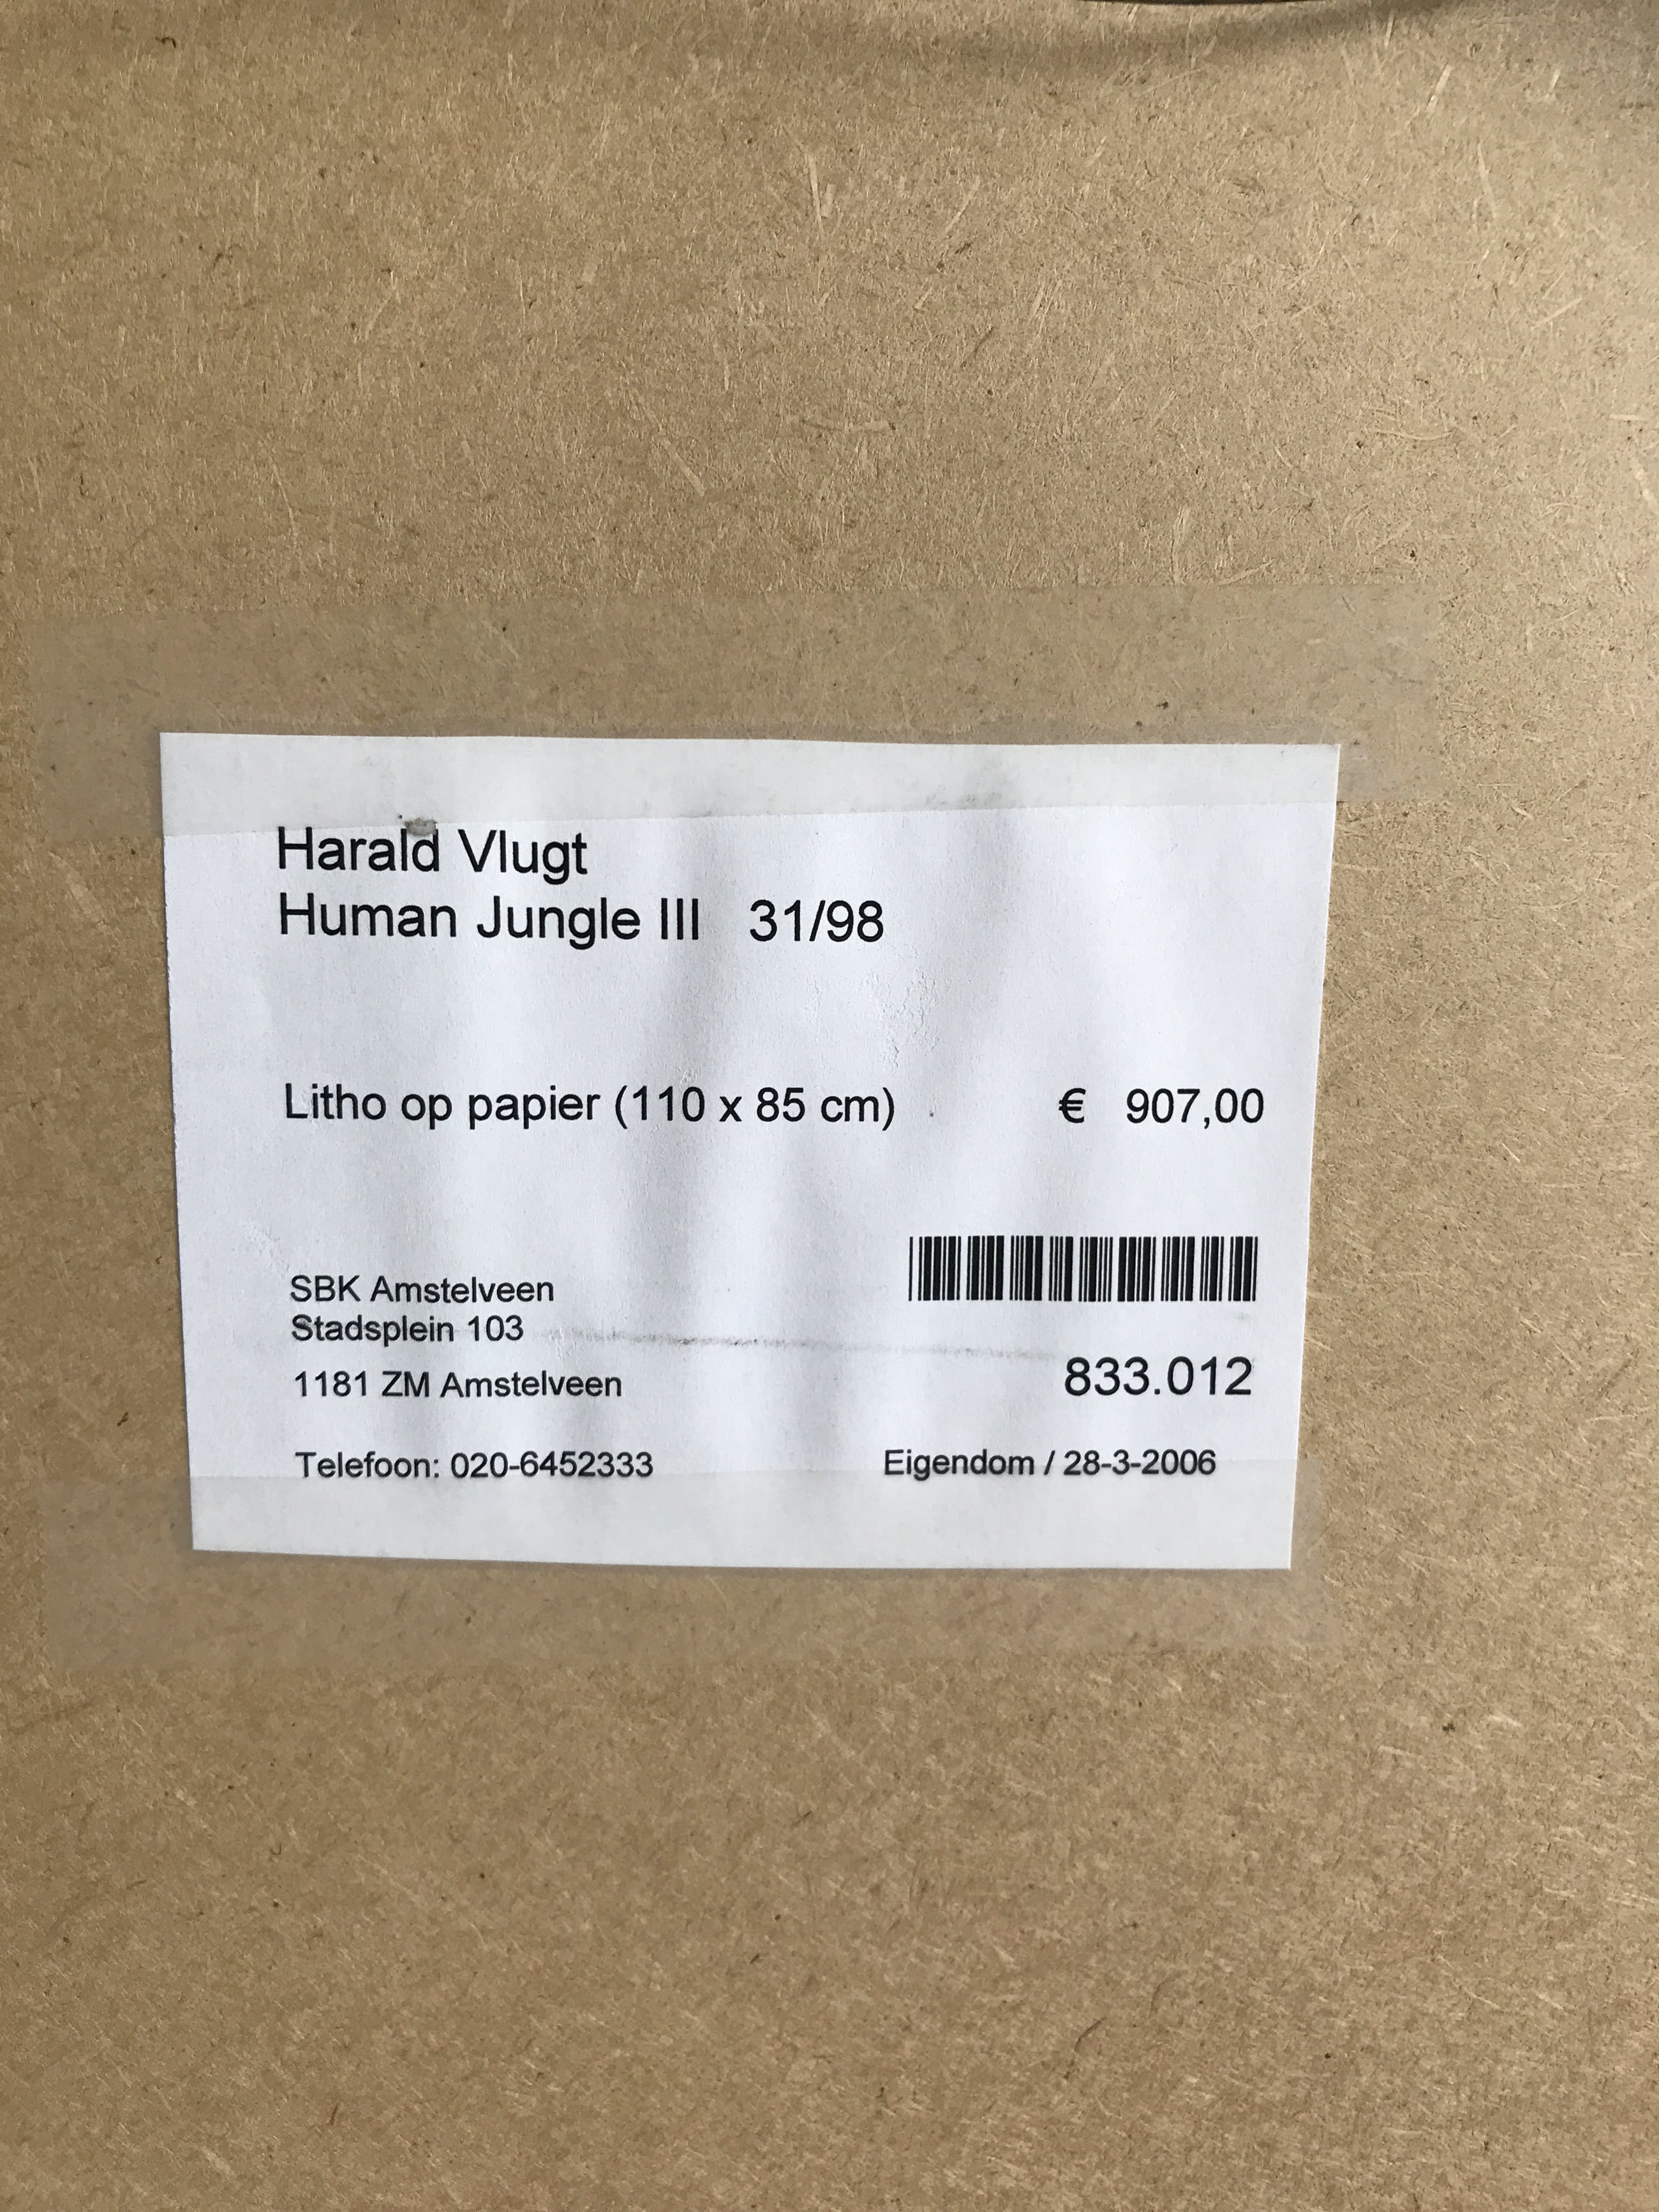 Harald Vlugt
Human Jungle III 31/98
Litho op papier (110 x 85 cm) € 907,00
SBK Amstelveen
Stadsplein 103
1181 ZM Amstelveen 833.012
Telefoon: 020-6452333 Eigendom / 28-3-2006